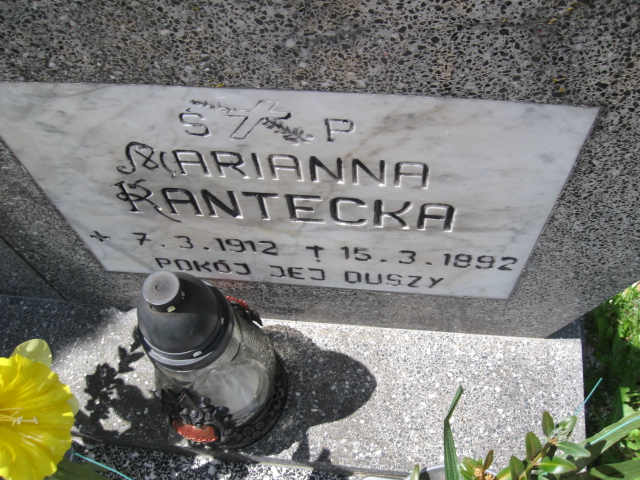 S P
MARIANNA
KANTECKA
* 7.3.1912 † 15.3.1992
POKÓJ JEJ DUSZY